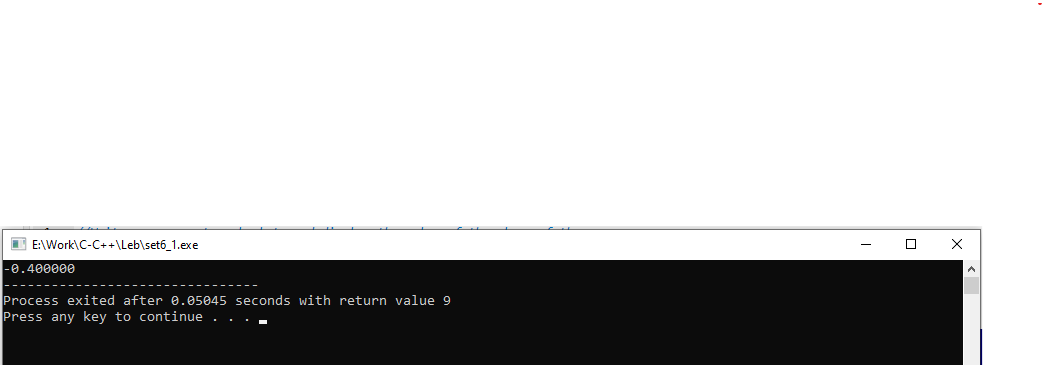 E:\Work\C-C++\Leb\set6_1.exe
-0.400000
--------------------------------
Process exited after 0.05045 seconds with return value 9
Press any key to continue . . .